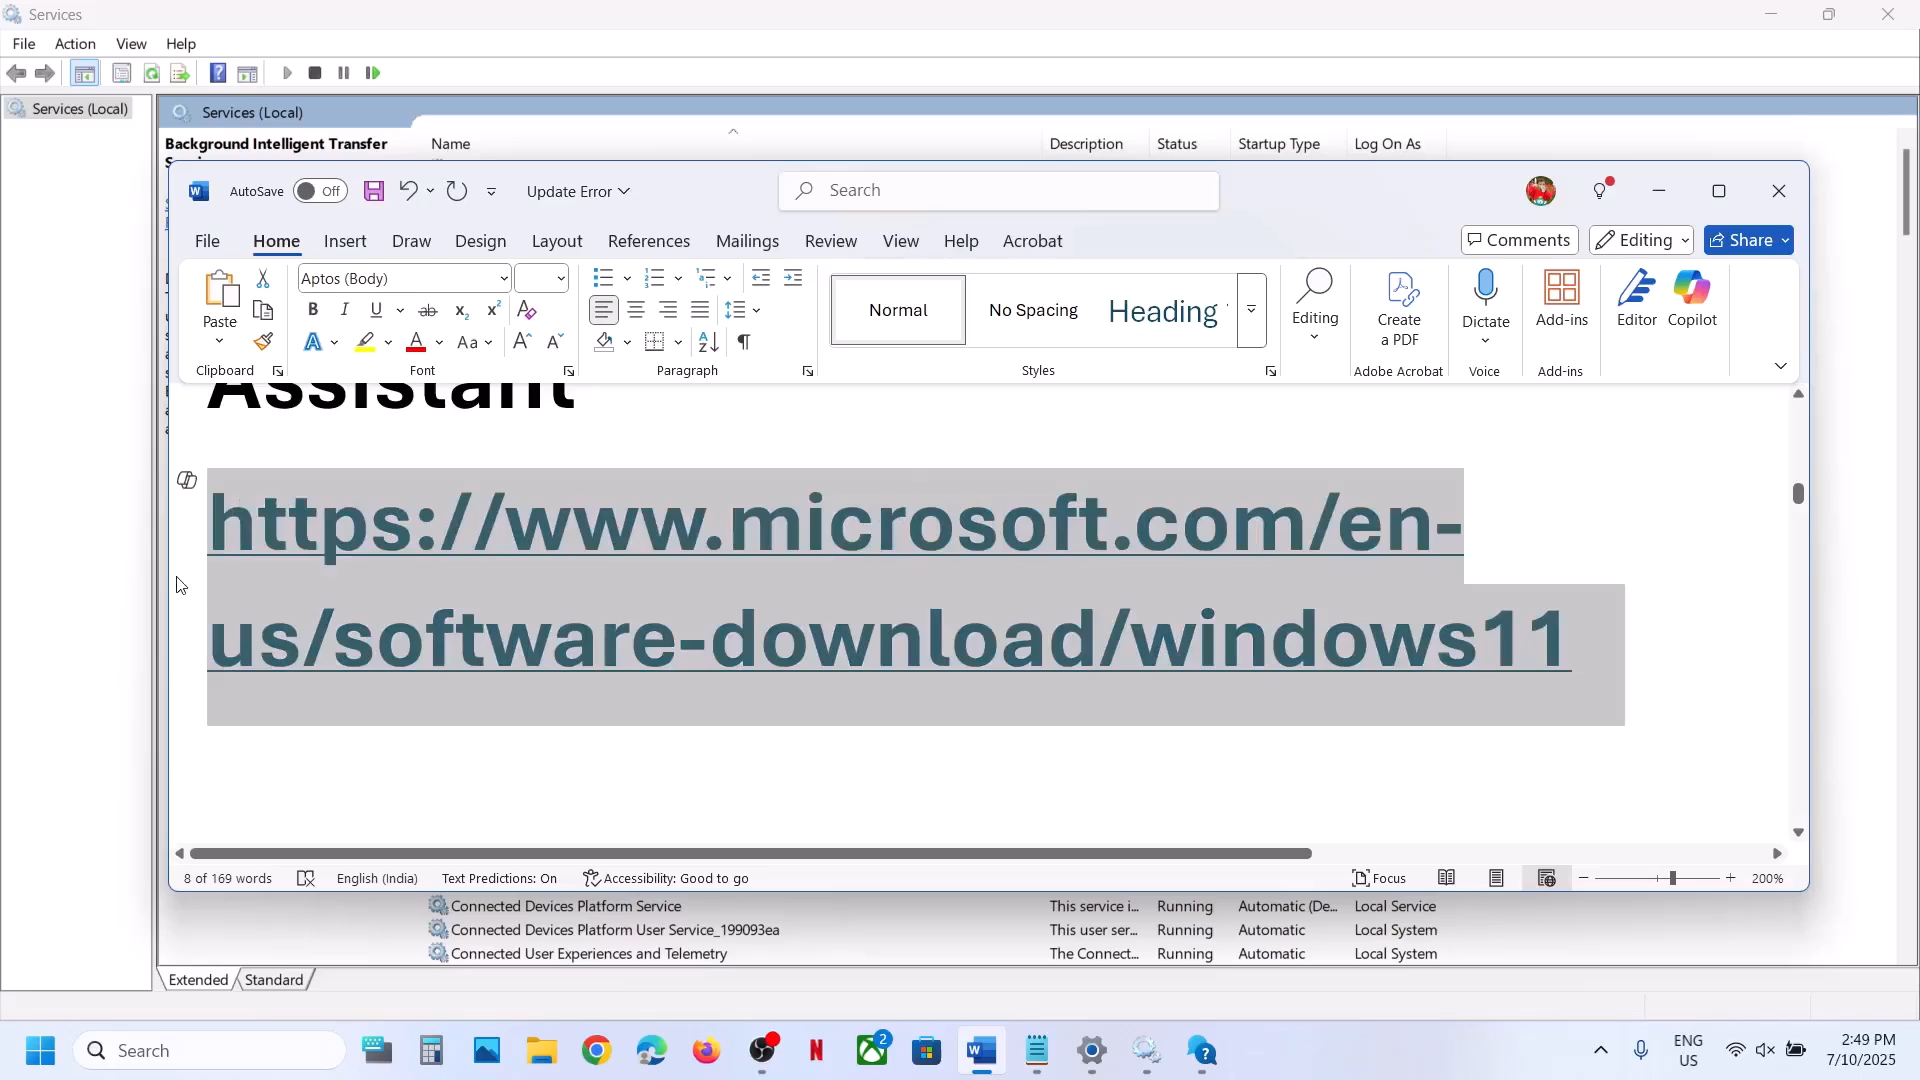 Services
File Action View Help
Services (Local)
Services (Local)
Background Intelligent Transfer
Name Description Status Startup Type Log On As
AutoSave Off Update Error Search
File Home Insert Draw Design Layout References Mailings Review View Help Acrobat Comments Editing Share
Aptos (Body)
Paste
Normal No Spacing Heading
Editing Create a PDF Dictate Add-ins Editor Copilot
Clipboard Font Paragraph Styles Adobe Acrobat Voice Add-ins
Assistant
https://www.microsoft.com/en-
us/software-download/windows11
8 of 169 words English (India) Text Predictions: On Accessibility: Good to go Focus 200%
Connected Devices Platform Service This service i... Running Automatic (De... Local Service
Connected Devices Platform User Service_199093ea This user ser... Running Automatic Local System
Connected User Experiences and Telemetry The Connect... Running Automatic Local System
Extended Standard
Search
2
ENG
US
2:49 PM
7/10/2025